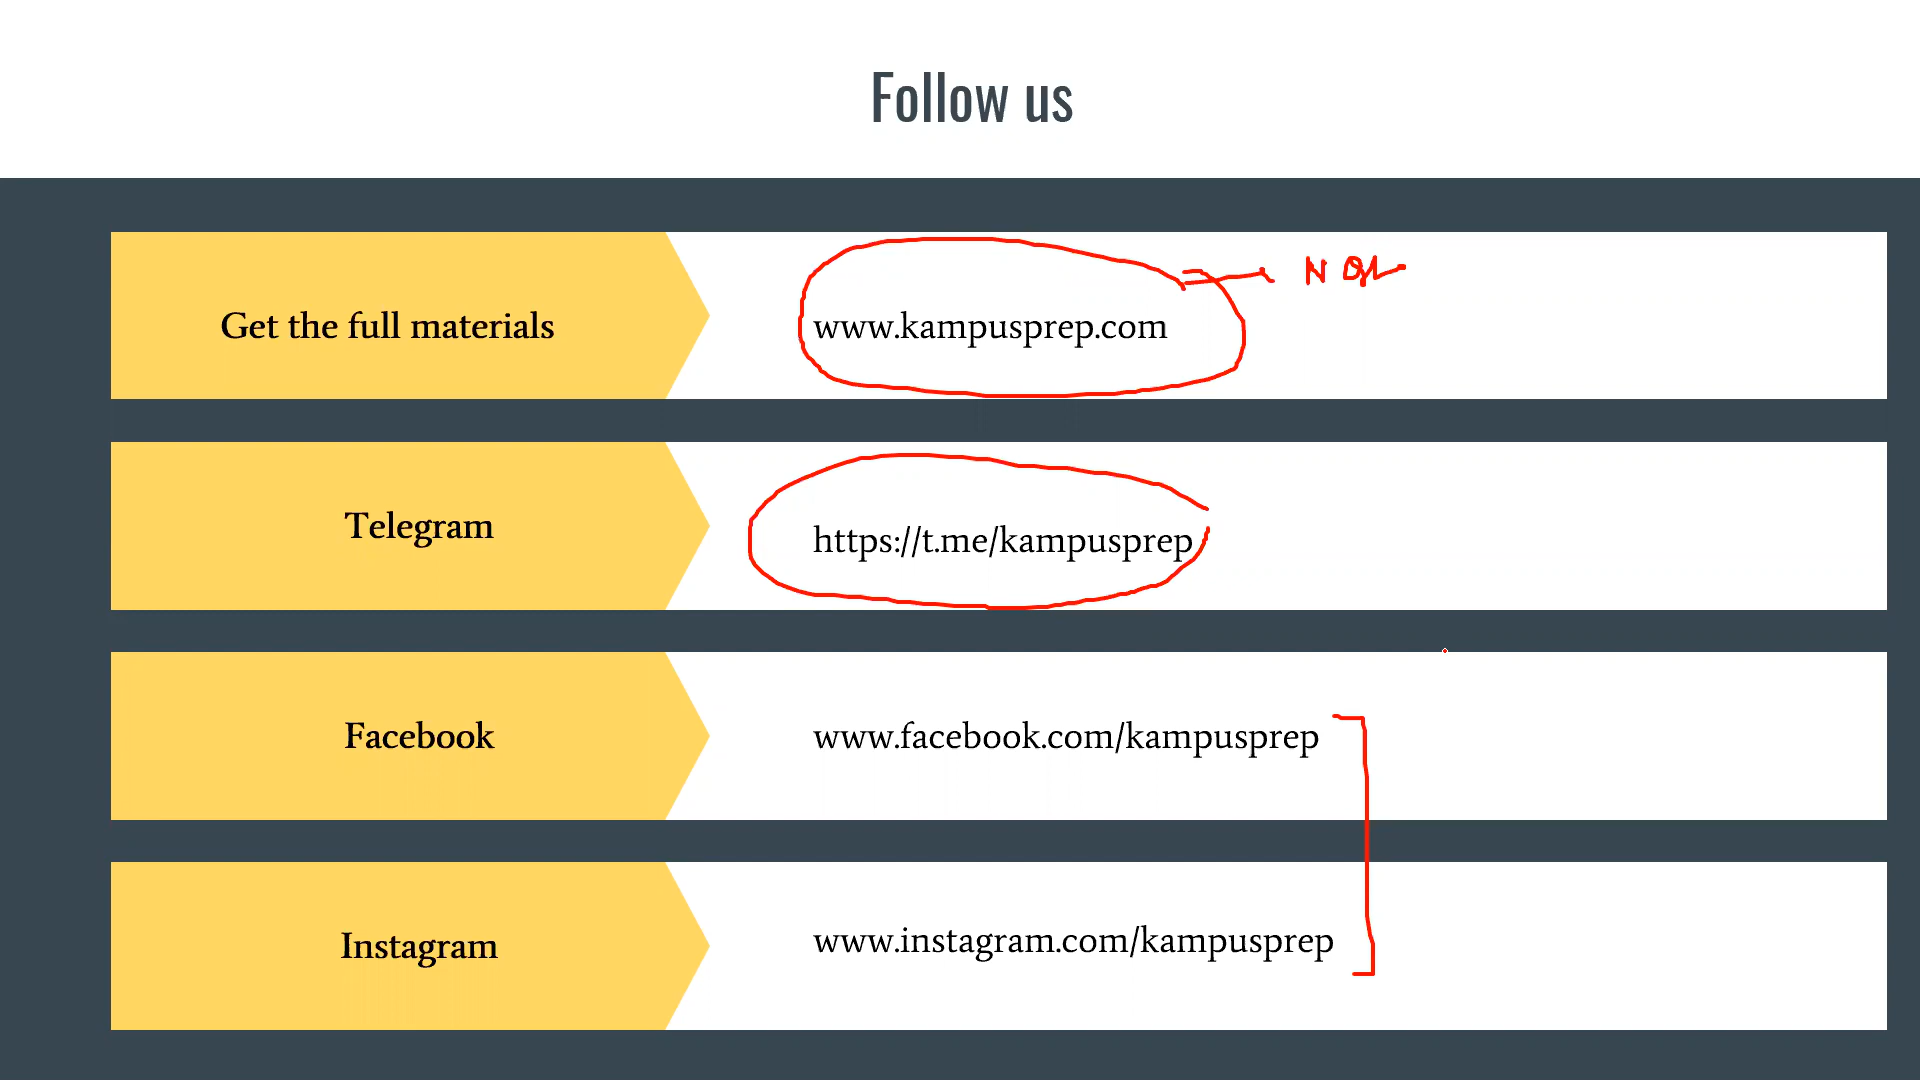 Follow us
Get the full materials
www.kampusprep.com
Telegram
https://t.me/kampusprep
Facebook
www.facebook.com/kampusprep
Instagram
www.instagram.com/kampusprep